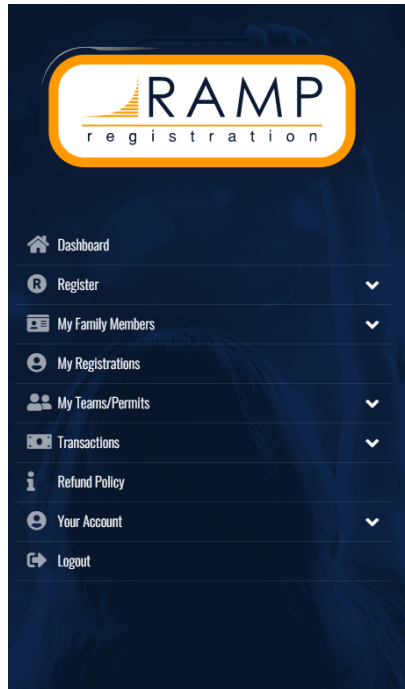 RAMP
registration
Dashboard
R Register
My Family Members
My Registrations
My Teams/Permits
Transactions
Refund Policy
Your Account
Logout